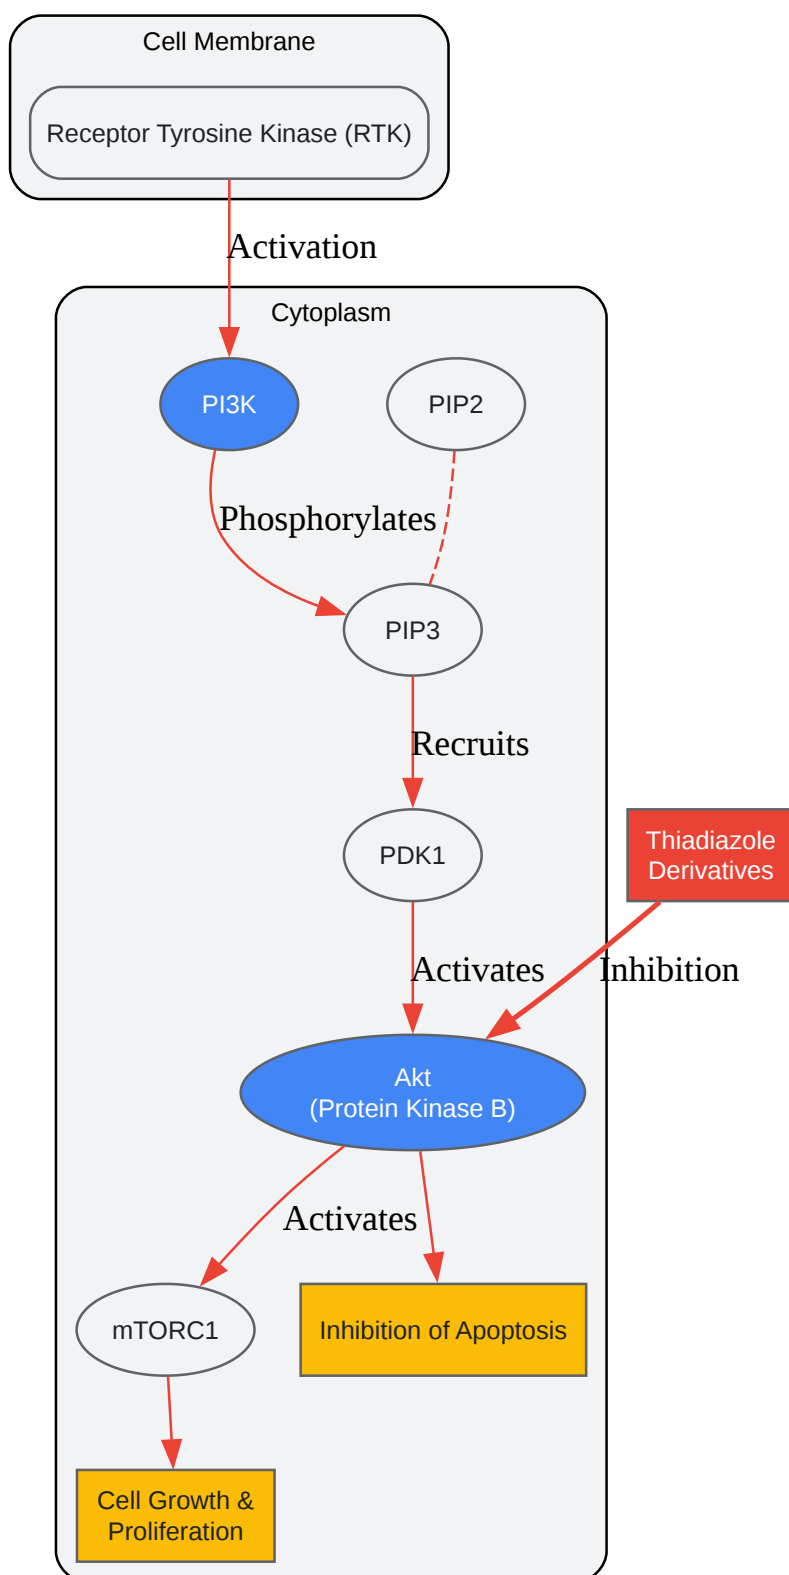 Cell Membrane
Receptor Tyrosine Kinase (RTK)
Activation
Cytoplasm
PI3K
PIP2
Phosphorylates
PIP3
Recruits
PDK1
Thiadiazole
Derivatives
Activates
Inhibition
Akt
(Protein Kinase B)
Activates
mTORC1
Inhibition of Apoptosis
Cell Growth &
Proliferation